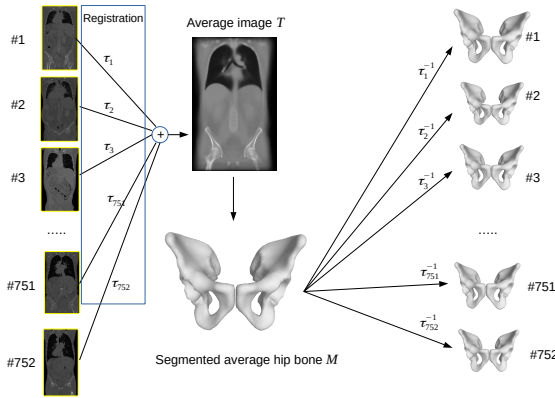 Registration
Average image T
#1
#2
#3
.....
#751
#752
τ₁
τ₂
τ₃
τ₇₅₁
τ₇₅₂
+
Segmented average hip bone M
τ₁⁻¹
τ₂⁻¹
τ₃⁻¹
τ₇₅₁⁻¹
τ₇₅₂⁻¹
#1
#2
#3
.....
#751
#752